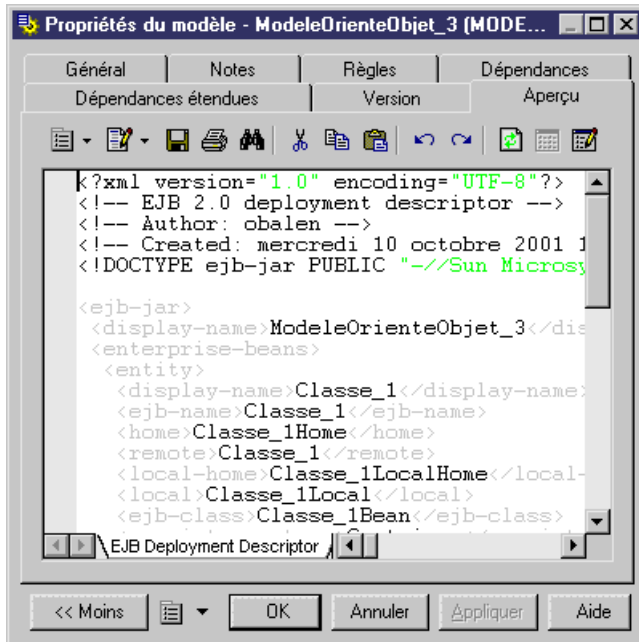 Propriétés du modèle - ModeleOrienteObjet_3 (MODE...
Général Notes Règles Dépendances
Dépendances étendues Version Aperçu
<?xml version="1.0" encoding="UTF-8"?>
<!-- EJB 2.0 deployment descriptor -->
<!-- Author: obalen -->
<!-- Created: mercredi 10 octobre 2001 1
<!DOCTYPE ejb-jar PUBLIC "-//Sun Microsy
<ejb-jar>
<display-name>ModeleOrienteObjet_3</dis
<enterprise-beans>
<entity>
<display-name>Classe_1</display-name>
<ejb-name>Classe_1</ejb-name>
<home>Classe_1Home</home>
<remote>Classe_1</remote>
<local-home>Classe_1LocalHome</local-
<local>Classe_1Local</local>
<ejb-class>Classe_1Bean</ejb-class>
EJB Deployment Descriptor
<< Moins OK Annuler Appliquer Aide